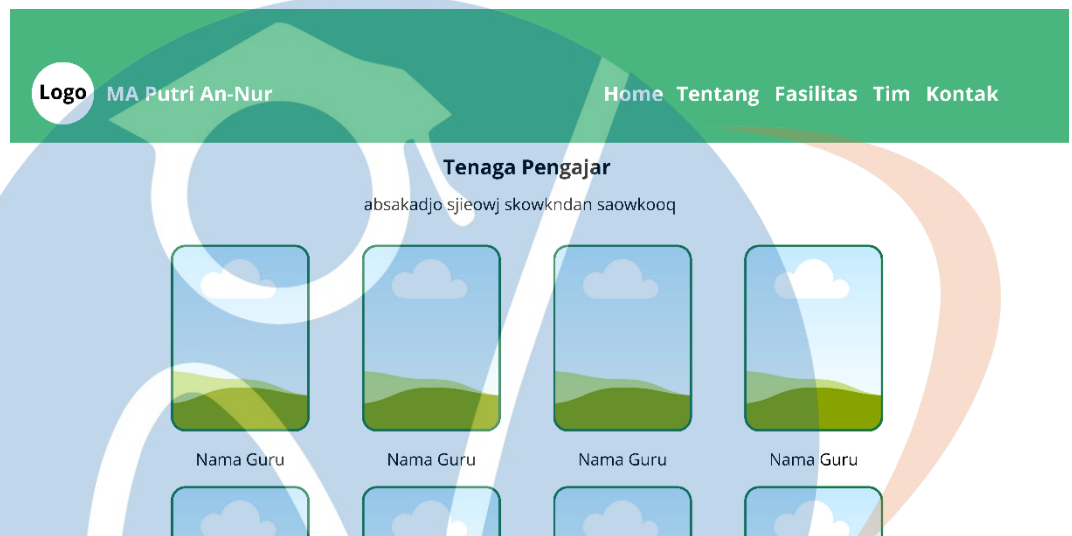 Logo MA Putri An-Nur Home Tentang Fasilitas Tim Kontak
Tenaga Pengajar
absakadjo sjieowj skowkndan saowkooq
Nama Guru Nama Guru Nama Guru Nama Guru